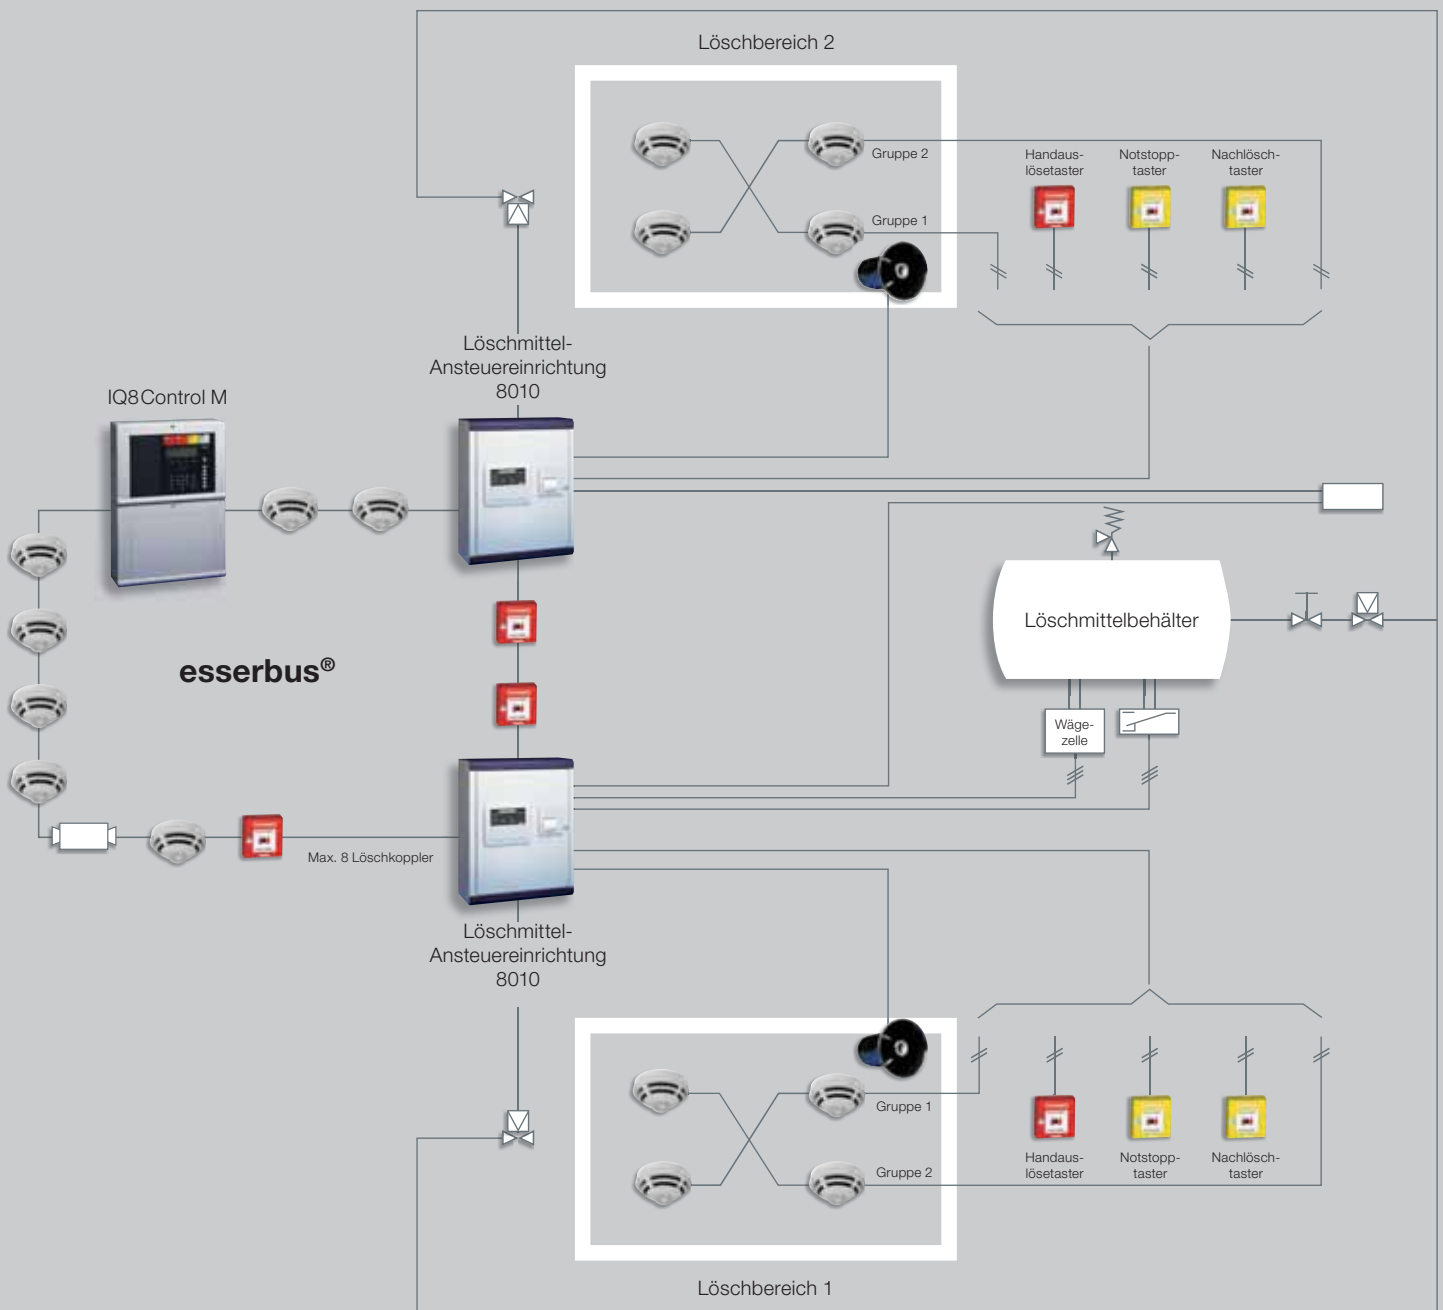 Löschbereich 2
Gruppe 2
Gruppe 1
Handaus-
lösetaster
Notstopp-
taster
Nachlösch-
taster
Löschmittel-
Ansteuereinrichtung
8010
IQ8Control M
esserbus®
Löschmittelbehälter
Wäge-
zelle
Max. 8 Löschkoppler
Löschmittel-
Ansteuereinrichtung
8010
Gruppe 1
Gruppe 2
Handaus-
lösetaster
Notstopp-
taster
Nachlösch-
taster
Löschbereich 1